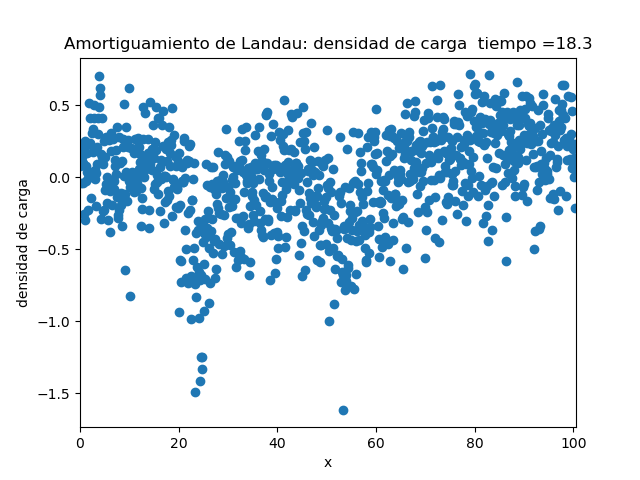 Amortiguamiento de Landau: densidad de carga  tiempo =18.3
densidad de carga
0.5
0.0
−0.5
−1.0
−1.5
0 20 40 60 80 100
x